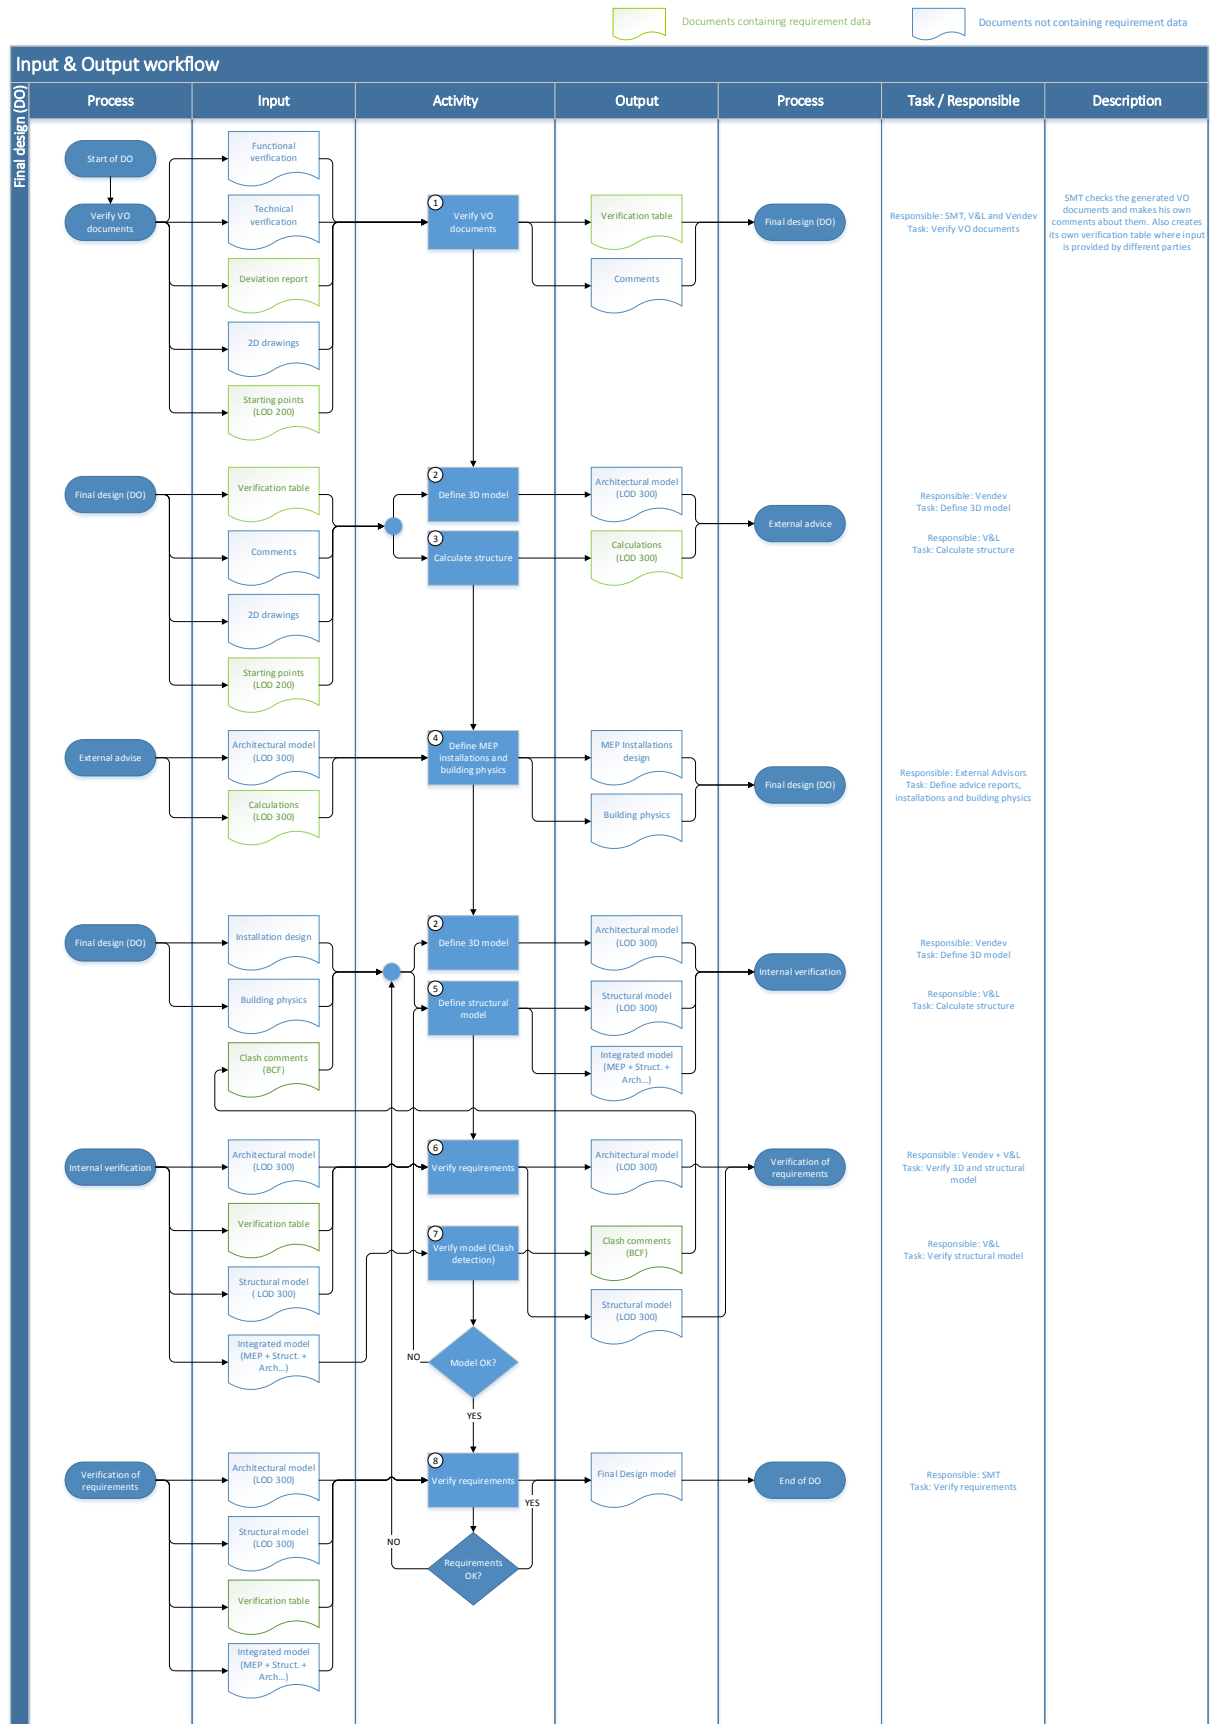 Documents containing requirement data
Documents not containing requirement data
Input & Output workflow
Final design (DO)
Process
Input
Activity
Output
Process
Task / Responsible
Description
Start of DO
Verify VO
documents
Functional
verification
Technical
verification
Deviation report
2D drawings
Starting points
(LOD 200)
1
Verify VO
documents
Verification table
Comments
Final design (DO)
Responsible: SMT, V&L and Vendev
Task: Verify VO documents
SMT checks the generated VO
documents and makes his own
comments about them. Also creates
its own verification table where input
is provided by different parties
Final design (DO)
Verification table
Comments
2D drawings
Starting points
(LOD 200)
2
Define 3D model
3
Calculate structure
Architectural model
(LOD 300)
Calculations
(LOD 300)
External advice
Responsible: Vendev
Task: Define 3D model
Responsible: V&L
Task: Calculate structure
External advise
Architectural model
(LOD 300)
Calculations
(LOD 300)
4
Define MEP
installations and
building physics
MEP Installations
design
Building physics
Final design (DO)
Responsible: External Advisors
Task: Define advice reports,
installations and building physics
Final design (DO)
Installation design
Building physics
Clash comments
(BCF)
2
Define 3D model
5
Define structural
model
Architectural model
(LOD 300)
Structural model
(LOD 300)
Integrated model
(MEP + Struct. +
Arch...)
Internal verification
Responsible: Vendev
Task: Define 3D model
Responsible: V&L
Task: Calculate structure
Internal verification
Architectural model
(LOD 300)
Verification table
Structural model
( LOD 300)
Integrated model
(MEP + Struct. +
Arch...)
6
Verify requirements
7
Verify model (Clash
detection)
Model OK?
NO
YES
Architectural model
(LOD 300)
Clash comments
(BCF)
Structural model
(LOD 300)
Verification of
requirements
Responsible: Vendev + V&L
Task: Verify 3D and structural
model
Responsible: V&L
Task: Verify structural model
Verification of
requirements
Architectural model
(LOD 300)
Structural model
(LOD 300)
Verification table
Integrated model
(MEP + Struct. +
Arch...)
8
Verify requirements
Requirements
OK?
NO
YES
Final Design model
End of DO
Responsible: SMT
Task: Verify requirements